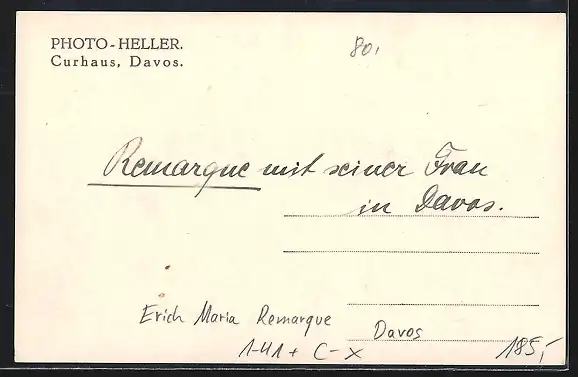 PHOTO-HELLER.
Curhaus, Davos.
80,
Remarque mit seiner Frau
in Davos.
Erich Maria Remarque
Davos
1-41 + C-X
185,-